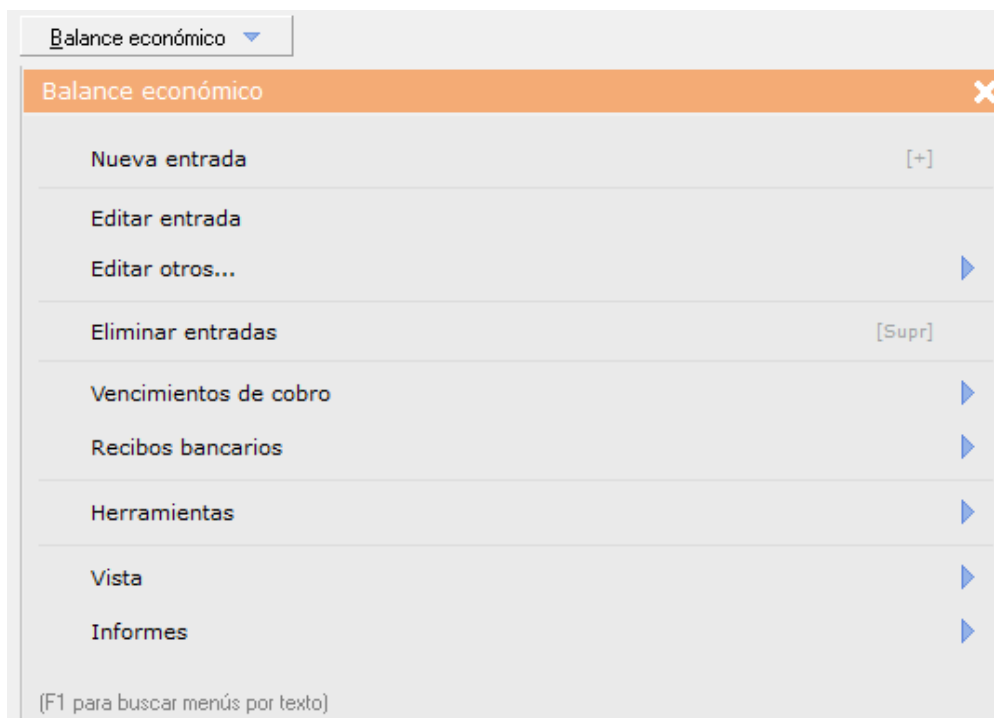 Balance económico
Balance económico
Nueva entrada [+]
Editar entrada
Editar otros...
Eliminar entradas [Supr]
Vencimientos de cobro
Recibos bancarios
Herramientas
Vista
Informes
(F1 para buscar menús por texto)